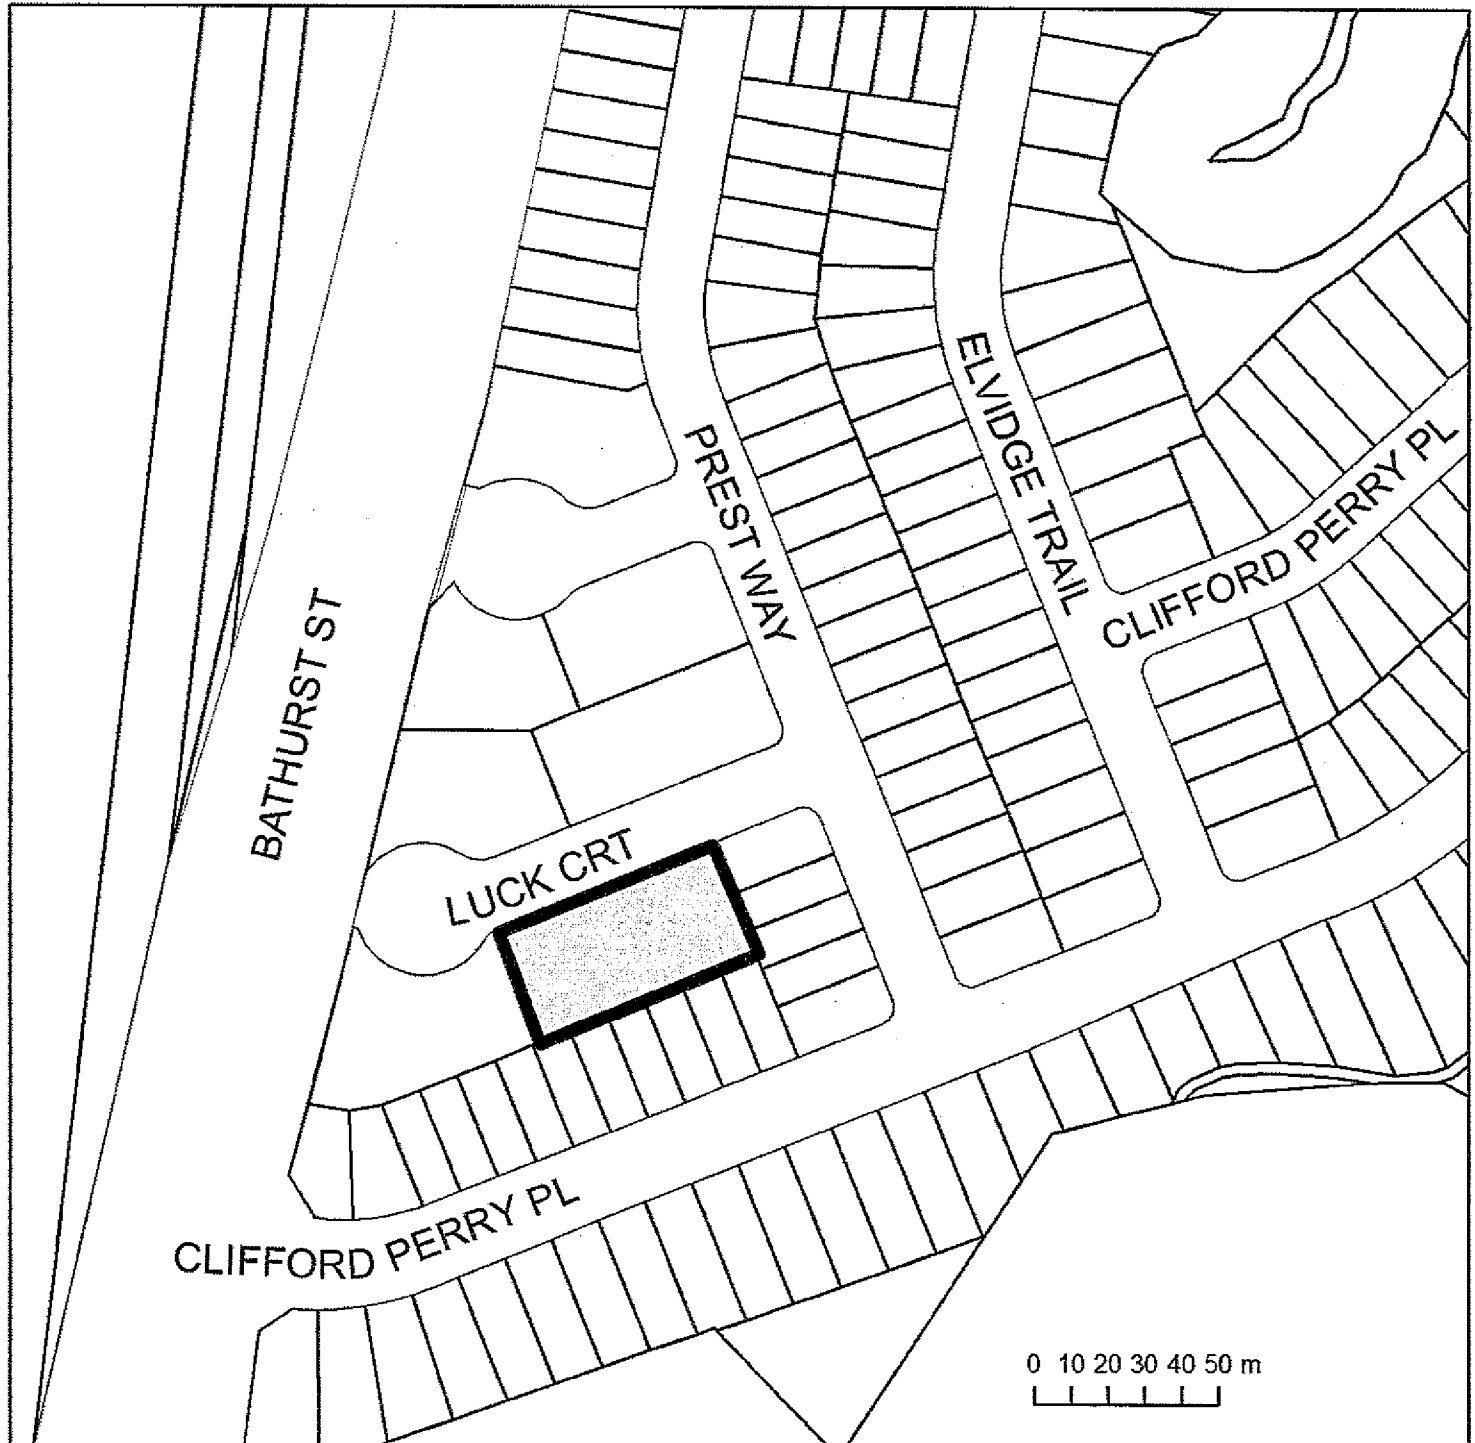 PREST WAY
ELVIDGE TRAIL
CLIFFORD PERRY PL
BATHURST ST
LUCK CRT
CLIFFORD PERRY PL
0 10 20 30 40 50 m